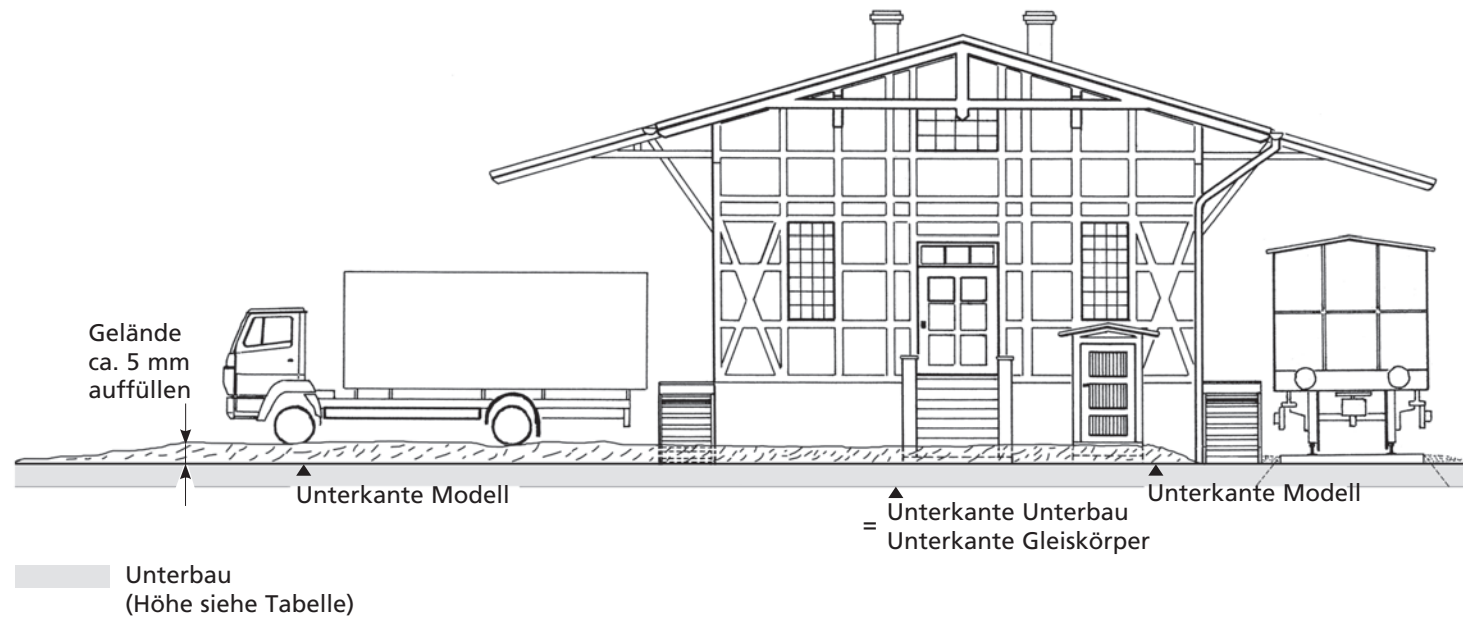 Gelände
ca. 5 mm
auffüllen
Unterkante Modell
Unterkante Modell
= Unterkante Unterbau
Unterkante Gleiskörper
Unterbau
(Höhe siehe Tabelle)